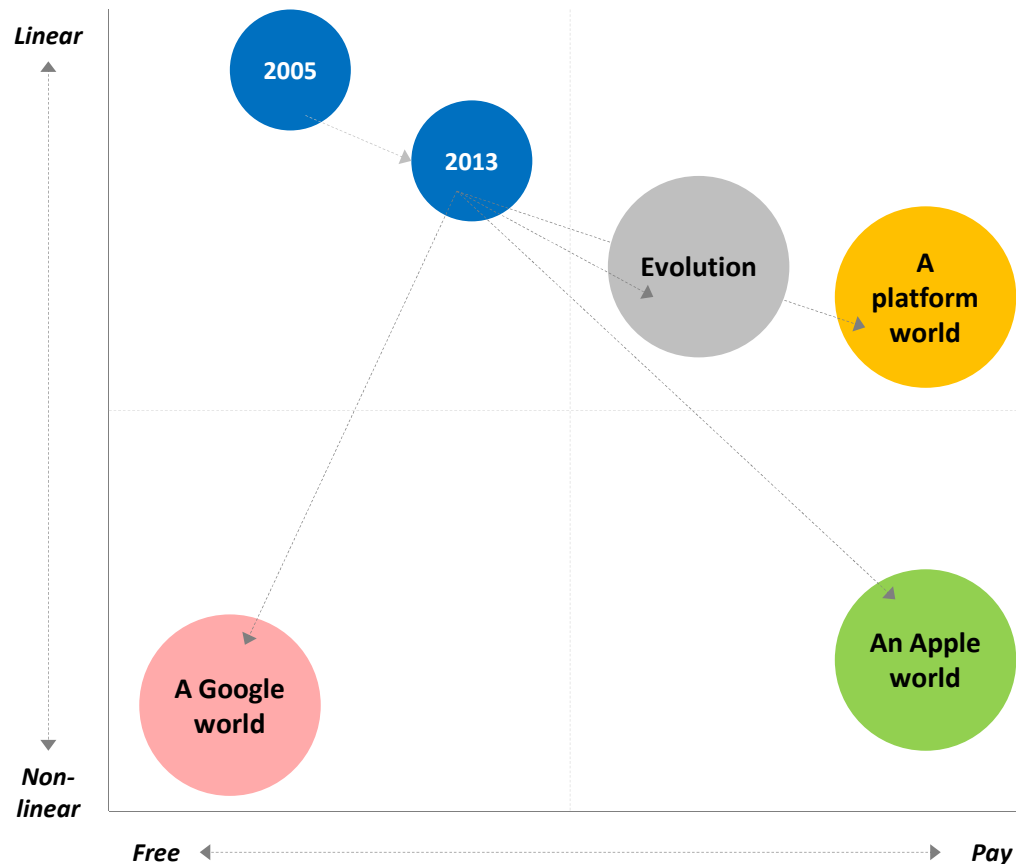 Linear
2005
2013
Evolution
A
platform
world
An Apple
world
A Google
world
Non-
linear
Free
Pay